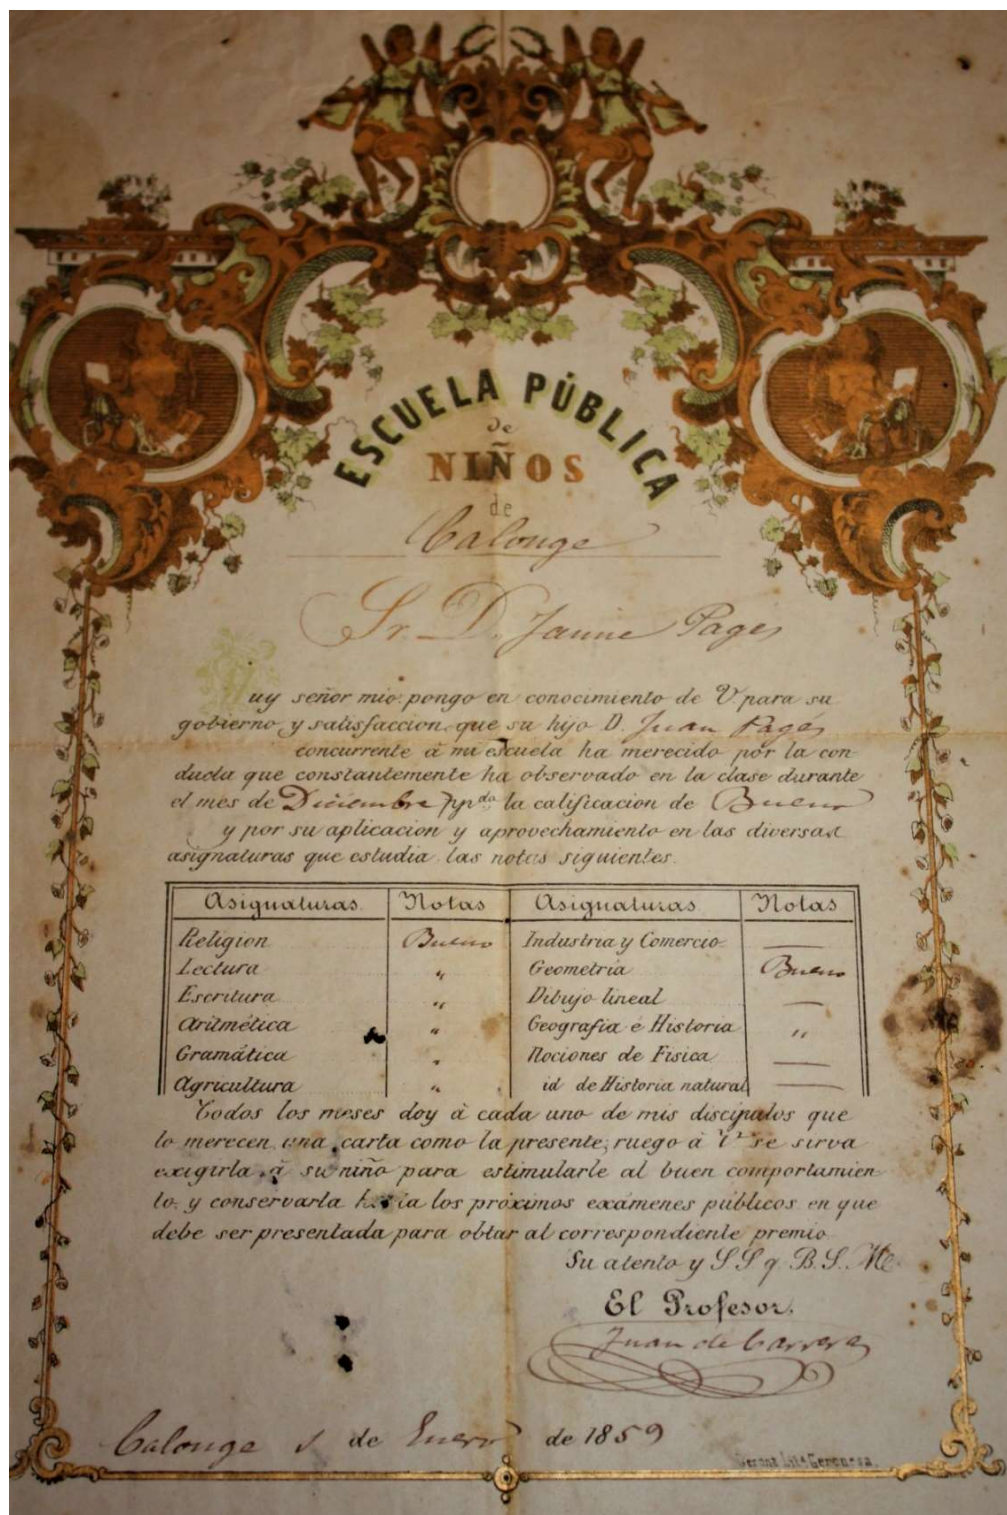 ESCUELA PÚBLICA
de
NIÑOS
de
Calonge
Sr. D. Jaime Pagés
Muy señor mio: pongo en conocimiento de V. para su
gobierno y satisfaccion, que su hijo D. Juan Pagés
concurrente á mi escuela ha merecido por la con
ducta que constantemente ha observado en la clase durante
el mes de Diciembre ppdo la calificacion de Bueno
y por su aplicacion y aprovechamiento en las diversas
asignaturas que estudia las notas siguientes.
Asignaturas. Notas Asignaturas Notas
Religion Bueno Industria y Comercio —
Lectura " Geometria Bueno
Escritura " Dibujo lineal —
Aritmética " Geografia é Historia "
Gramática " Nociones de Fisica —
Agricultura " id de Historia natural —
Todos los meses doy á cada uno de mis discipulos que
lo merecen una carta como la presente; ruego á V. se sirva
exigirla á su niño para estimularle al buen comportamien-
to, y conservarla hácia los próximos exámenes públicos en que
debe ser presentada para obtar al correspondiente premio
Su atento y S. S. q. B. S. M.
El Profesor.
Juan de Carrera
Calonge 1 de Enero de 1859
Gerona Lit.